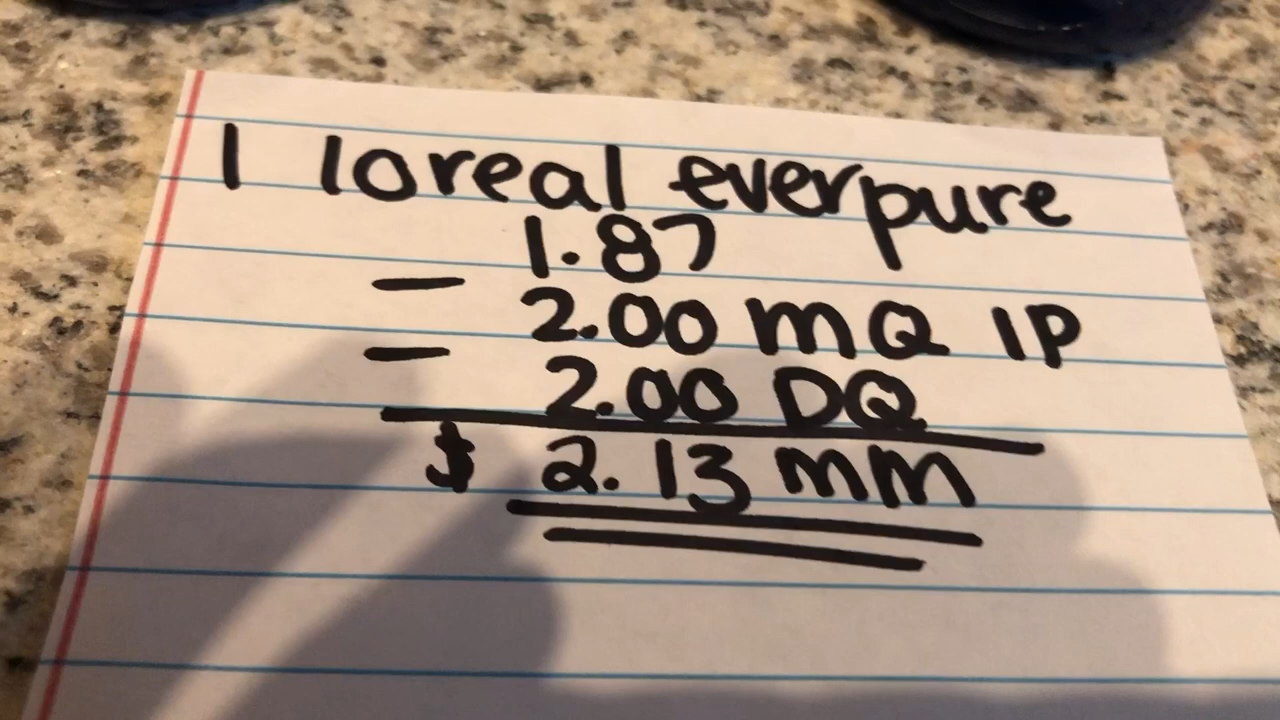 1 loreal everpure
1.87
- 2.00 mQ IP
- 2.00 DQ
$ 2.13 mm